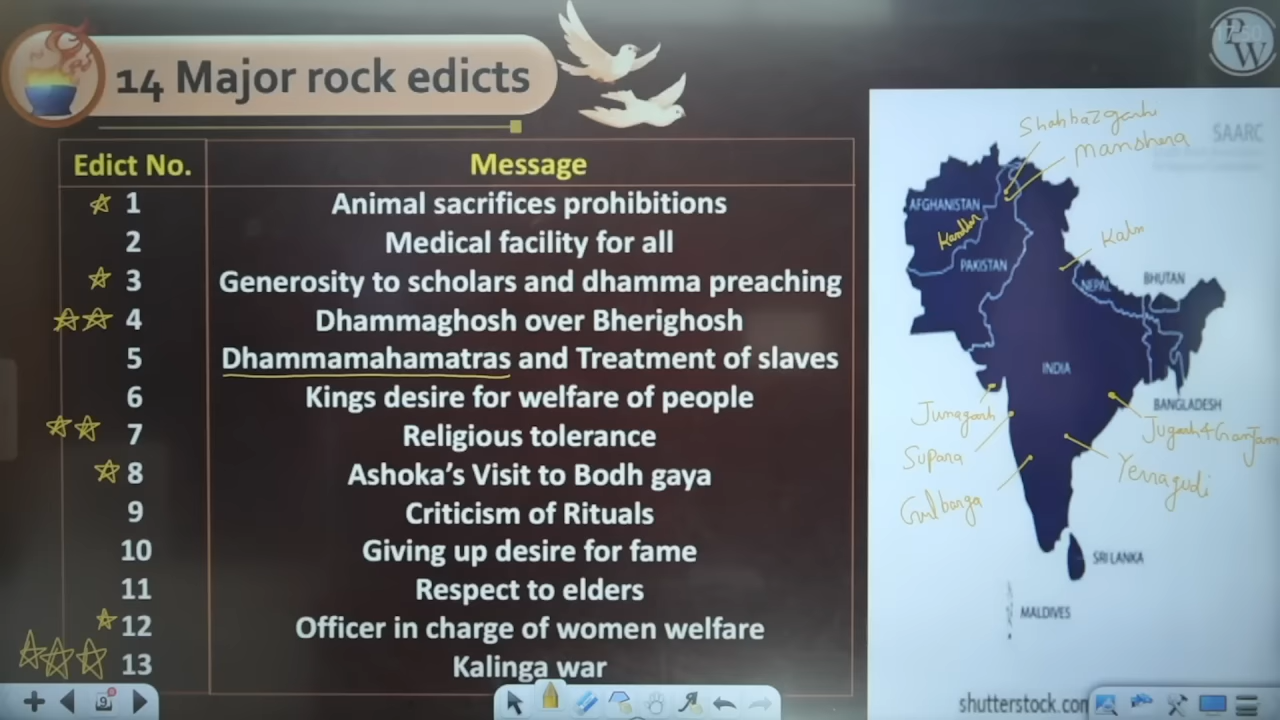 14 Major rock edicts
Edict No. Message
1 Animal sacrifices prohibitions
2 Medical facility for all
3 Generosity to scholars and dhamma preaching
4 Dhammaghosh over Bherighosh
5 Dhammamahamatras and Treatment of slaves
6 Kings desire for welfare of people
7 Religious tolerance
8 Ashoka's Visit to Bodh gaya
9 Criticism of Rituals
10 Giving up desire for fame
11 Respect to elders
12 Officer in charge of women welfare
13 Kalinga war
PW
SAARC
Shahbazgarhi
Manshera
AFGHANISTAN
PAKISTAN
NEPAL
BHUTAN
INDIA
BANGLADESH
Junagarh
Supara
Gulbarga
Yerragudi
SRI LANKA
MALDIVES
shutterstock.com
9